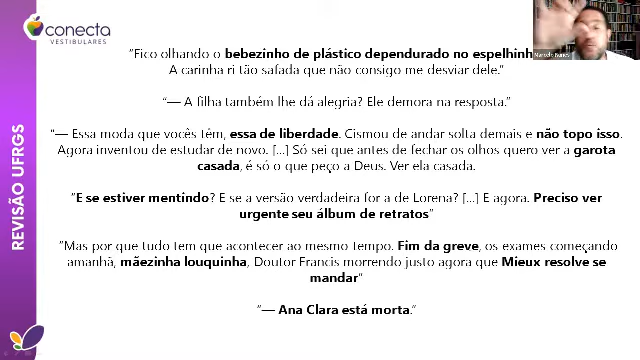 conecta
VESTIBULARES
REVISÃO UFRGS
Marcelo Nunes
"Fico olhando o bebezinho de plástico dependurado no espelhinh
A carinha ri tão safada que não consigo me desviar dele."
"— A filha também lhe dá alegria? Ele demora na resposta."
"— Essa moda que vocês têm, essa de liberdade. Cismou de andar solta demais e não topo isso.
Agora inventou de estudar de novo. [...] Só sei que antes de fechar os olhos quero ver a garota
casada, é só o que peço a Deus. Ver ela casada.
"E se estiver mentindo? E se a versão verdadeira for a de Lorena? [...] E agora. Preciso ver
urgente seu álbum de retratos"
"Mas por que tudo tem que acontecer ao mesmo tempo. Fim da greve, os exames começando
amanhã, mãezinha louquinha, Doutor Francis morrendo justo agora que Mieux resolve se
mandar"
"— Ana Clara está morta."